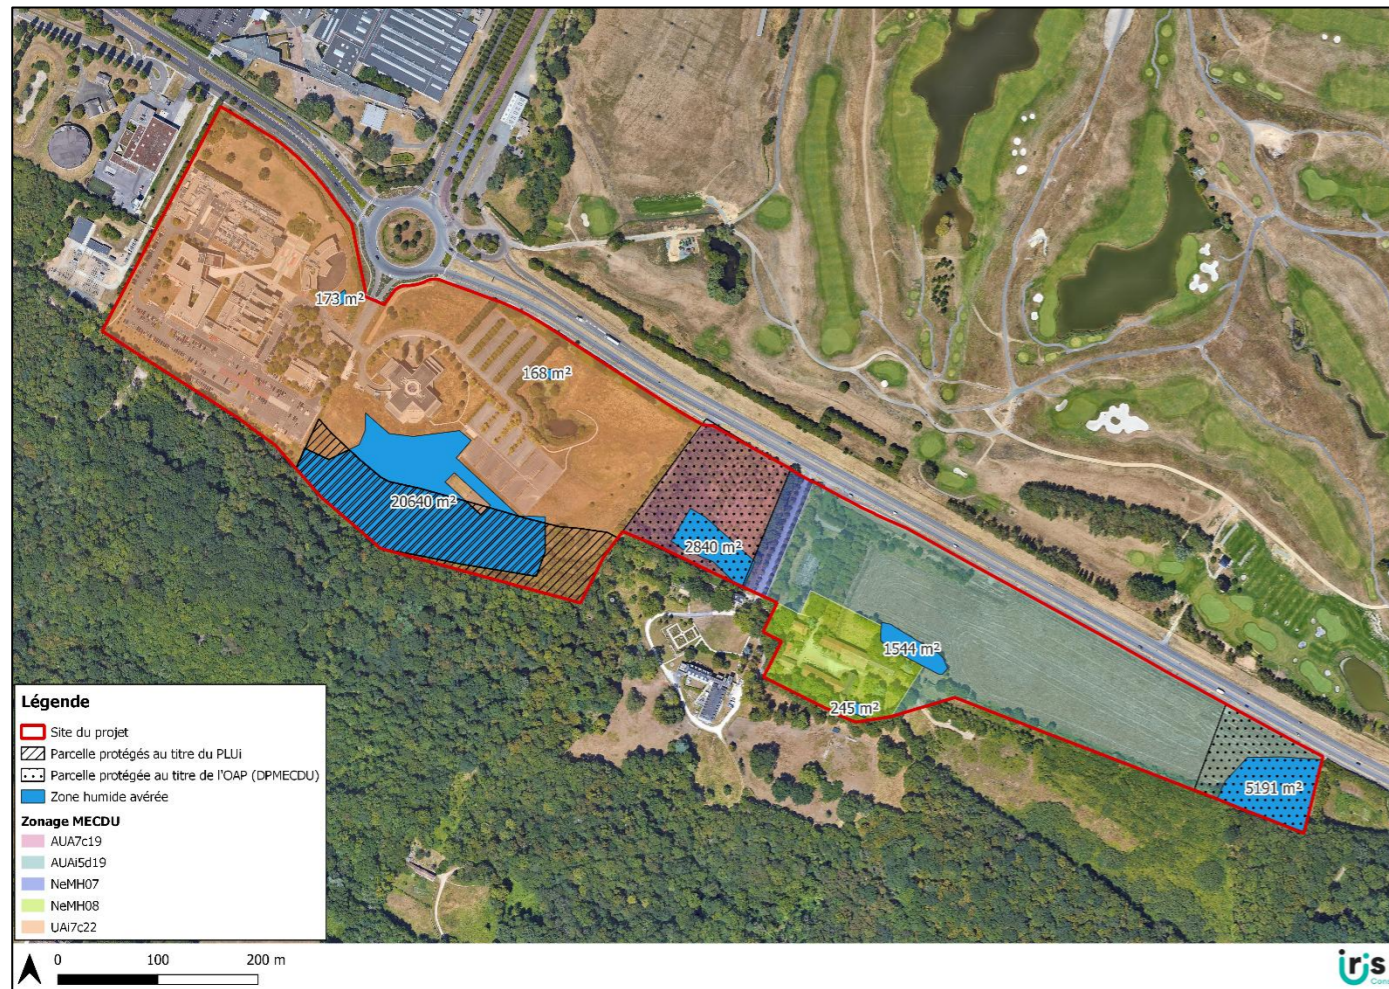 173 m²
168 m²
20640 m²
2840 m²
1544 m²
245 m²
5191 m²
Légende
Site du projet
Parcelle protégés au titre du PLUi
Parcelle protégée au titre de l'OAP (DPMECDU)
Zone humide avérée
Zonage MECDU
AUA7c19
AUAi5d19
NeMH07
NeMH08
UAi7c22
0 100 200 m
irjs
Cons